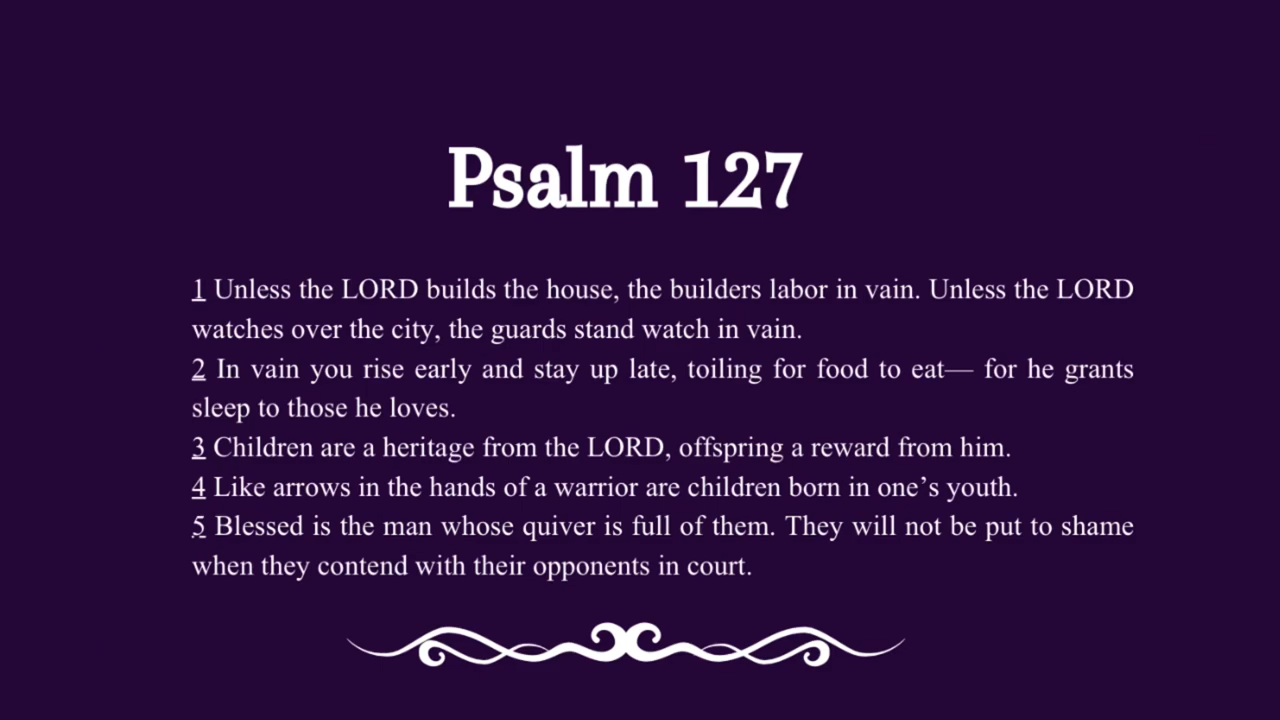 Psalm 127
1 Unless the LORD builds the house, the builders labor in vain. Unless the LORD
watches over the city, the guards stand watch in vain.
2 In vain you rise early and stay up late, toiling for food to eat— for he grants
sleep to those he loves.
3 Children are a heritage from the LORD, offspring a reward from him.
4 Like arrows in the hands of a warrior are children born in one’s youth.
5 Blessed is the man whose quiver is full of them. They will not be put to shame
when they contend with their opponents in court.